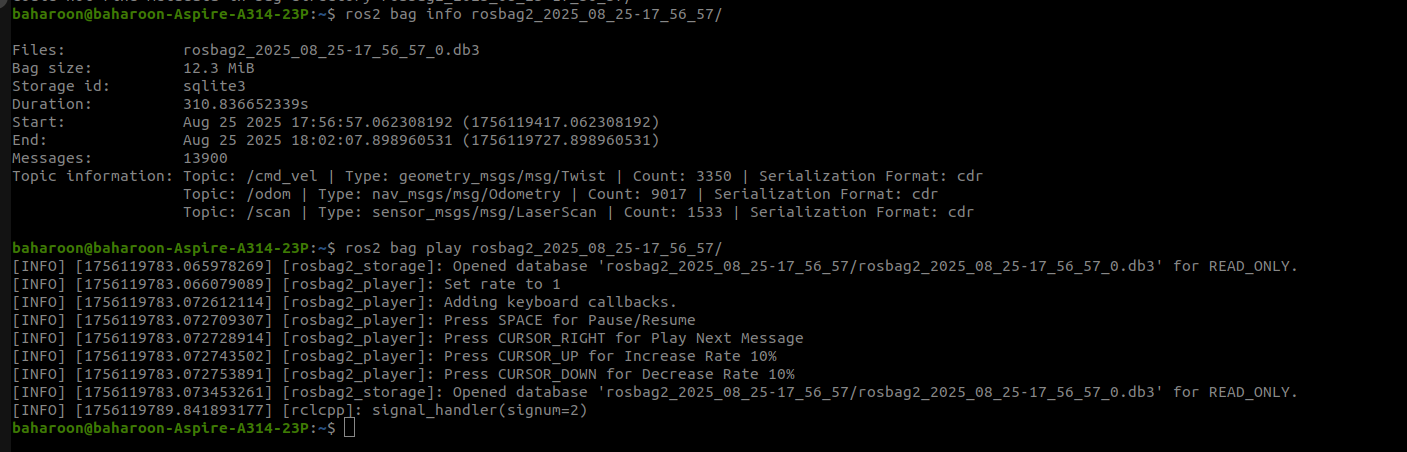 baharoon@baharoon-Aspire-A314-23P:~$ ros2 bag info rosbag2_2025_08_25-17_56_57/
Files: rosbag2_2025_08_25-17_56_57_0.db3
Bag size: 12.3 MiB
Storage id: sqlite3
Duration: 310.836652339s
Start: Aug 25 2025 17:56:57.062308192 (1756119417.062308192)
End: Aug 25 2025 18:02:07.898960531 (1756119727.898960531)
Messages: 13900
Topic information: Topic: /cmd_vel | Type: geometry_msgs/msg/Twist | Count: 3350 | Serialization Format: cdr
Topic: /odom | Type: nav_msgs/msg/Odometry | Count: 9017 | Serialization Format: cdr
Topic: /scan | Type: sensor_msgs/msg/LaserScan | Count: 1533 | Serialization Format: cdr
baharoon@baharoon-Aspire-A314-23P:~$ ros2 bag play rosbag2_2025_08_25-17_56_57/
[INFO] [1756119783.065978269] [rosbag2_storage]: Opened database 'rosbag2_2025_08_25-17_56_57/rosbag2_2025_08_25-17_56_57_0.db3' for READ_ONLY.
[INFO] [1756119783.066079089] [rosbag2_player]: Set rate to 1
[INFO] [1756119783.072612114] [rosbag2_player]: Adding keyboard callbacks.
[INFO] [1756119783.072709307] [rosbag2_player]: Press SPACE for Pause/Resume
[INFO] [1756119783.072728914] [rosbag2_player]: Press CURSOR_RIGHT for Play Next Message
[INFO] [1756119783.072743502] [rosbag2_player]: Press CURSOR_UP for Increase Rate 10%
[INFO] [1756119783.072753891] [rosbag2_player]: Press CURSOR_DOWN for Decrease Rate 10%
[INFO] [1756119783.073453261] [rosbag2_storage]: Opened database 'rosbag2_2025_08_25-17_56_57/rosbag2_2025_08_25-17_56_57_0.db3' for READ_ONLY.
[INFO] [1756119789.841893177] [rclcpp]: signal_handler(signum=2)
baharoon@baharoon-Aspire-A314-23P:~$